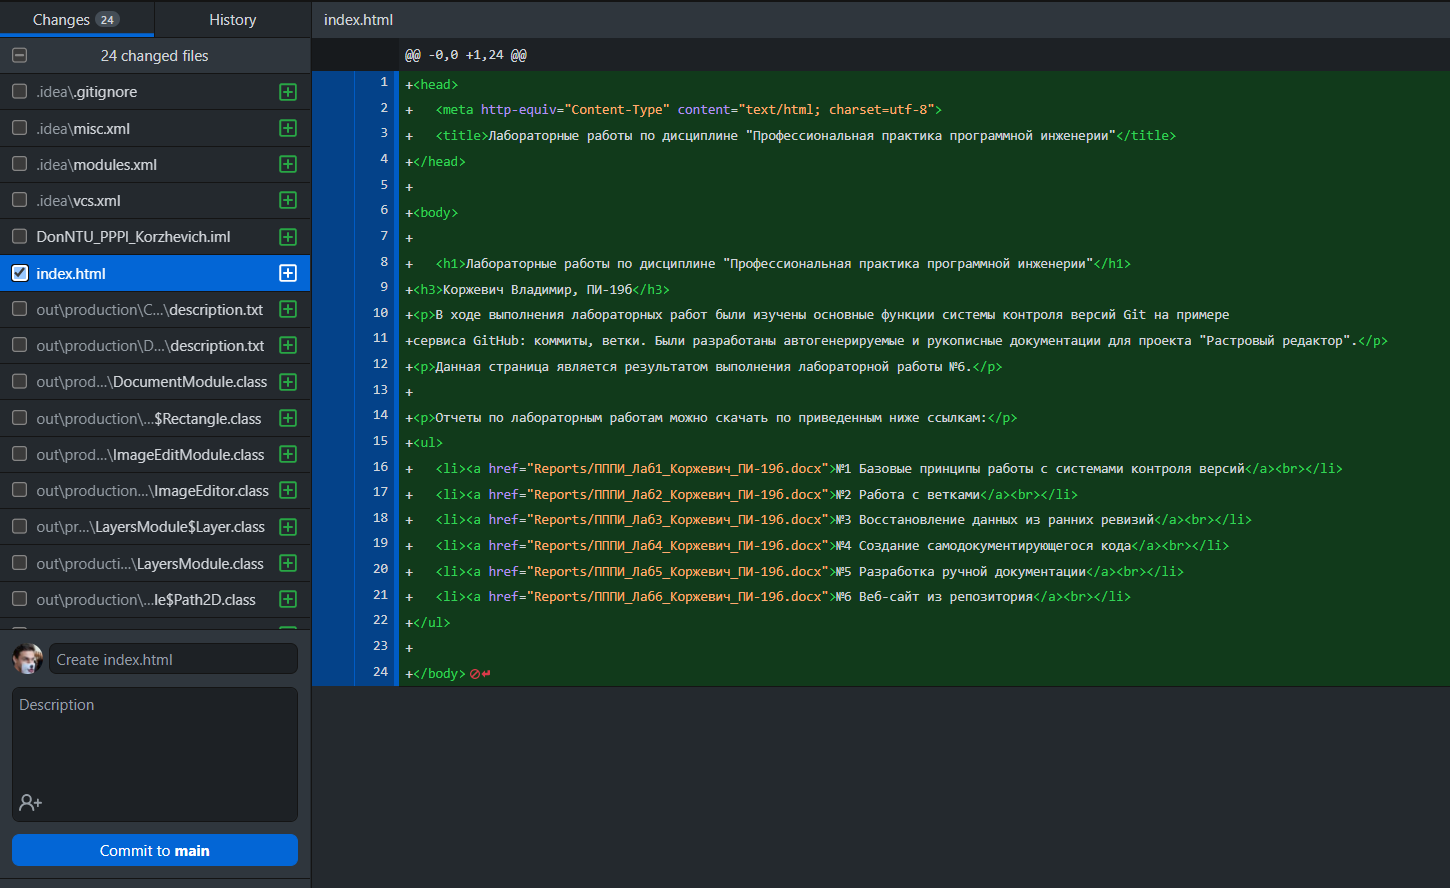 Changes 24
History
24 changed files
.idea\.gitignore
.idea\misc.xml
.idea\modules.xml
.idea\vcs.xml
DonNTU_PPPI_Korzhevich.iml
index.html
out\production\C...\description.txt
out\production\D...\description.txt
out\prod...\DocumentModule.class
out\production\...$Rectangle.class
out\prod...\ImageEditModule.class
out\production...\ImageEditor.class
out\pr...\LayersModule$Layer.class
out\producti...\LayersModule.class
out\production\...le$Path2D.class
Create index.html
Description
Commit to main
index.html
@@ -0,0 +1,24 @@
1 +<head>
2 +   <meta http-equiv="Content-Type" content="text/html; charset=utf-8">
3 +   <title>Лабораторные работы по дисциплине "Профессиональная практика программной инженерии"</title>
4 +</head>
5 +
6 +<body>
7 +
8 +   <h1>Лабораторные работы по дисциплине "Профессиональная практика программной инженерии"</h1>
9 +<h3>Коржевич Владимир, ПИ-19б</h3>
10 +<p>В ходе выполнения лабораторных работ были изучены основные функции системы контроля версий Git на примере
11 +сервиса GitHub: коммиты, ветки. Были разработаны автогенерируемые и рукописные документации для проекта "Растровый редактор".</p>
12 +<p>Данная страница является результатом выполнения лабораторной работы №6.</p>
13 +
14 +<p>Отчеты по лабораторным работам можно скачать по приведенным ниже ссылкам:</p>
15 +<ul>
16 +   <li><a href="Reports/ПППИ_Лаб1_Коржевич_ПИ-19б.docx">№1 Базовые принципы работы с системами контроля версий</a><br></li>
17 +   <li><a href="Reports/ПППИ_Лаб2_Коржевич_ПИ-19б.docx">№2 Работа с ветками</a><br></li>
18 +   <li><a href="Reports/ПППИ_Лаб3_Коржевич_ПИ-19б.docx">№3 Восстановление данных из ранних ревизий</a><br></li>
19 +   <li><a href="Reports/ПППИ_Лаб4_Коржевич_ПИ-19б.docx">№4 Создание самодокументирующегося кода</a><br></li>
20 +   <li><a href="Reports/ПППИ_Лаб5_Коржевич_ПИ-19б.docx">№5 Разработка ручной документации</a><br></li>
21 +   <li><a href="Reports/ПППИ_Лаб6_Коржевич_ПИ-19б.docx">№6 Веб-сайт из репозитория</a><br></li>
22 +</ul>
23 +
24 +</body>